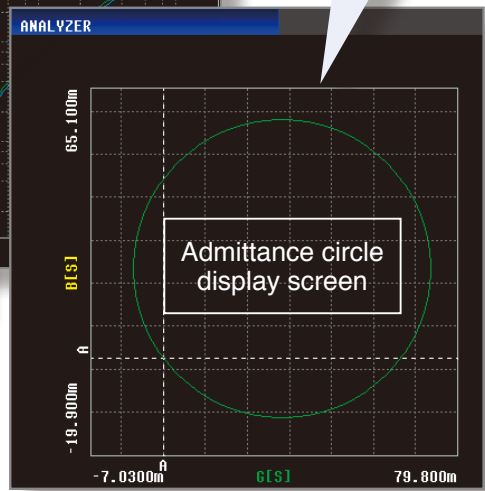 ANALYZER
65.100m
B[S]
A
-19.900m
Admittance circle
display screen
A
-7.0300m
G[S]
79.800m